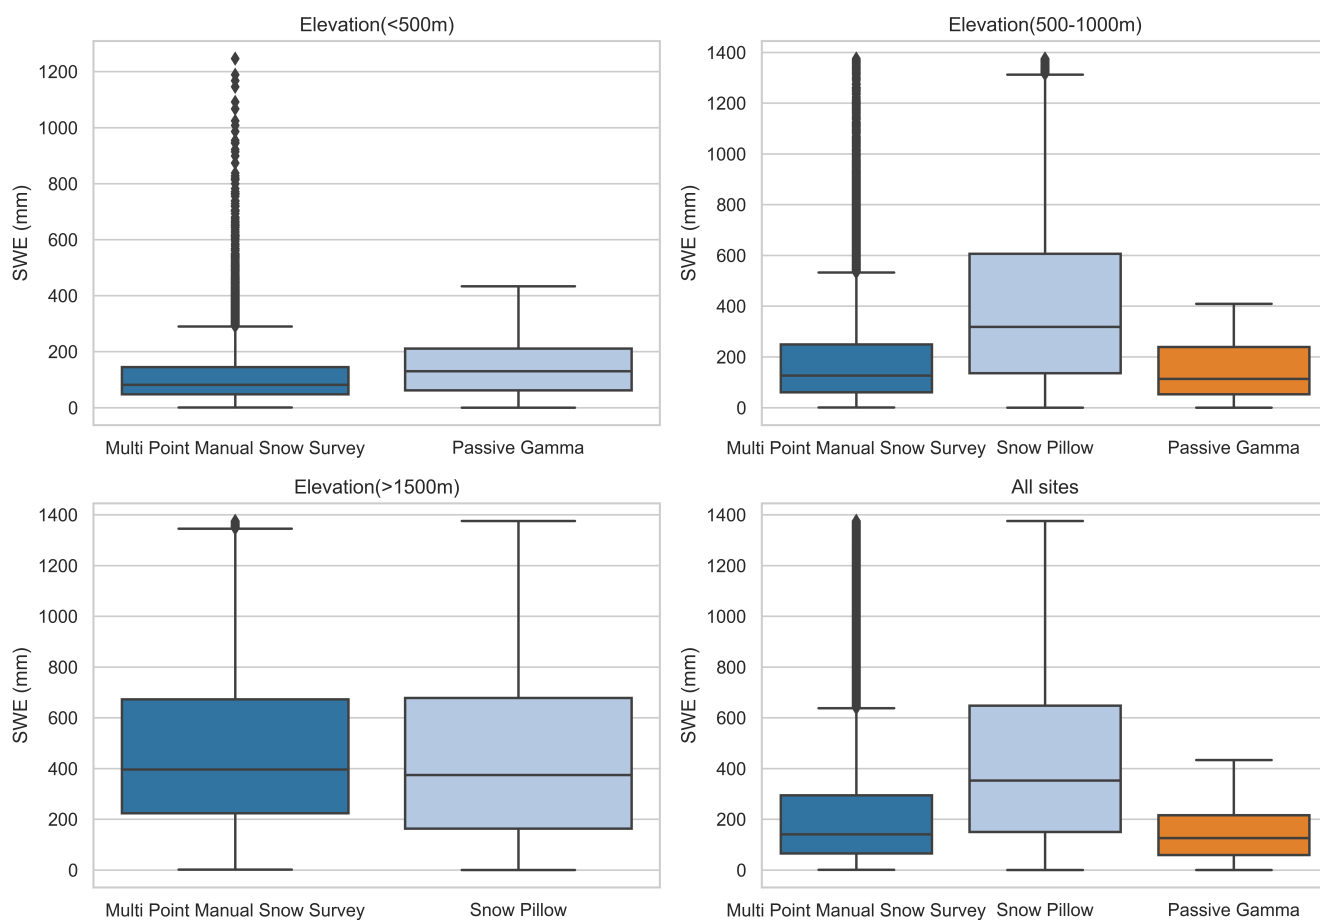 Elevation(<500m)
SWE (mm)
1200
1000
800
600
400
200
0
Multi Point Manual Snow Survey
Passive Gamma
Elevation(500-1000m)
SWE (mm)
1400
1200
1000
800
600
400
200
0
Multi Point Manual Snow Survey
Snow Pillow
Passive Gamma
Elevation(>1500m)
SWE (mm)
1400
1200
1000
800
600
400
200
0
Multi Point Manual Snow Survey
Snow Pillow
All sites
SWE (mm)
1400
1200
1000
800
600
400
200
0
Multi Point Manual Snow Survey
Snow Pillow
Passive Gamma